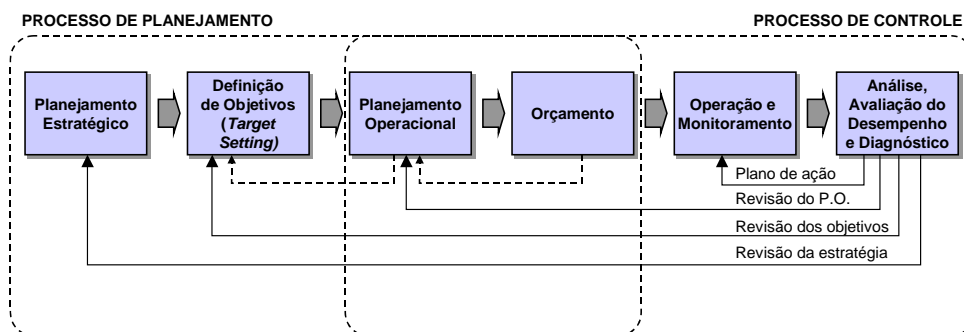 PROCESSO DE PLANEJAMENTO
PROCESSO DE CONTROLE
Planejamento
Estratégico
Definição
de Objetivos
(Target
Setting)
Planejamento
Operacional
Orçamento
Operação e
Monitoramento
Análise,
Avaliação do
Desempenho
e Diagnóstico
Plano de ação
Revisão do P.O.
Revisão dos objetivos
Revisão da estratégia